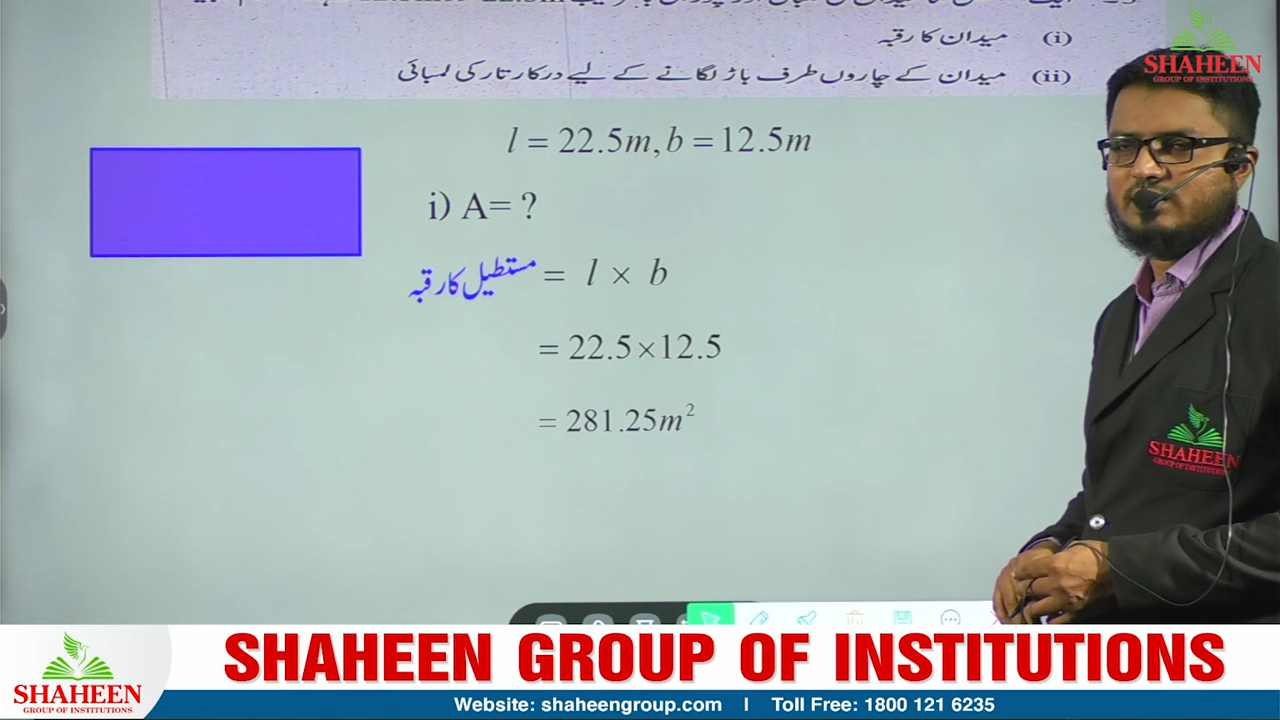 (i) میدان کا رقبہ
(ii) میدان کے چاروں طرف باڑ لگانے کے لیے درکار تار کی لمبائی
l = 22.5m, b = 12.5m
i) A= ?
مستطیل کا رقبہ = l × b
= 22.5×12.5
= 281.25m²
SHAHEEN
GROUP OF INSTITUTIONS
SHAHEEN
GROUP OF INSTITUTIONS
SHAHEEN
GROUP OF INSTITUTIONS
SHAHEEN GROUP OF INSTITUTIONS
Website: shaheengroup.com I Toll Free: 1800 121 6235